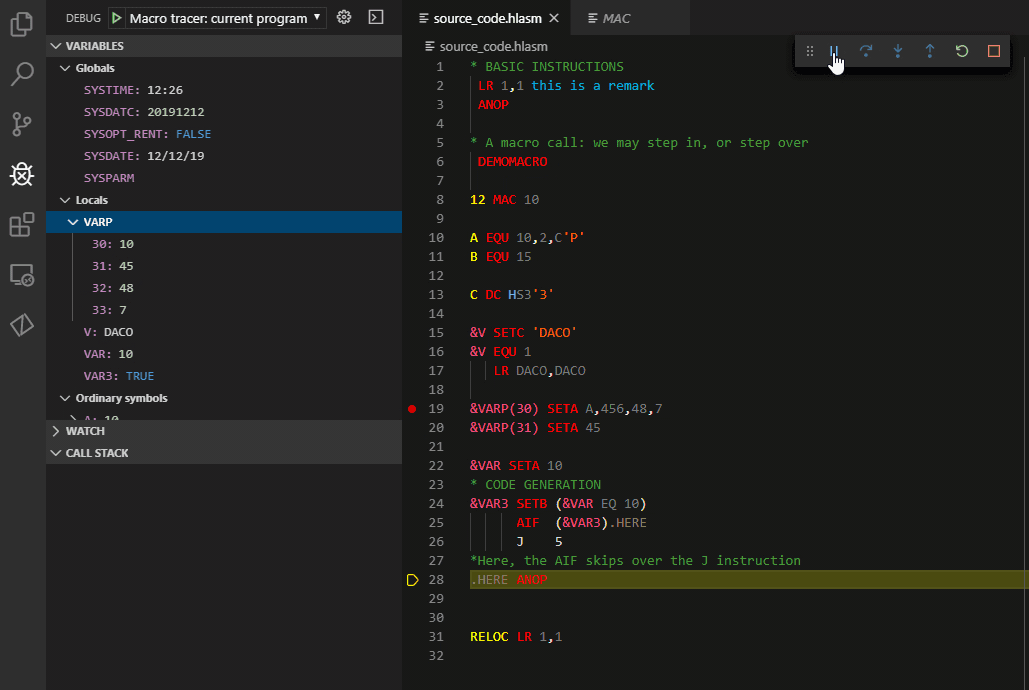 DEBUG Macro tracer: current program
VARIABLES
Globals
SYSTIME: 12:26
SYSDATC: 20191212
SYSOPT_RENT: FALSE
SYSDATE: 12/12/19
SYSPARM
Locals
VARP
30: 10
31: 45
32: 48
33: 7
V: DACO
VAR: 10
VAR3: TRUE
Ordinary symbols
A: 10
WATCH
CALL STACK
source_code.hlasm MAC
source_code.hlasm
1 * BASIC INSTRUCTIONS
2 LR 1,1 this is a remark
3 ANOP
4
5 * A macro call: we may step in, or step over
6 DEMOMACRO
7
8 12 MAC 10
9
10 A EQU 10,2,C'P'
11 B EQU 15
12
13 C DC HS3'3'
14
15 &V SETC 'DACO'
16 &V EQU 1
17 LR DACO,DACO
18
19 &VARP(30) SETA A,456,48,7
20 &VARP(31) SETA 45
21
22 &VAR SETA 10
23 * CODE GENERATION
24 &VAR3 SETB (&VAR EQ 10)
25 AIF (&VAR3).HERE
26 J 5
27 *Here, the AIF skips over the J instruction
28 .HERE ANOP
29
30
31 RELOC LR 1,1
32